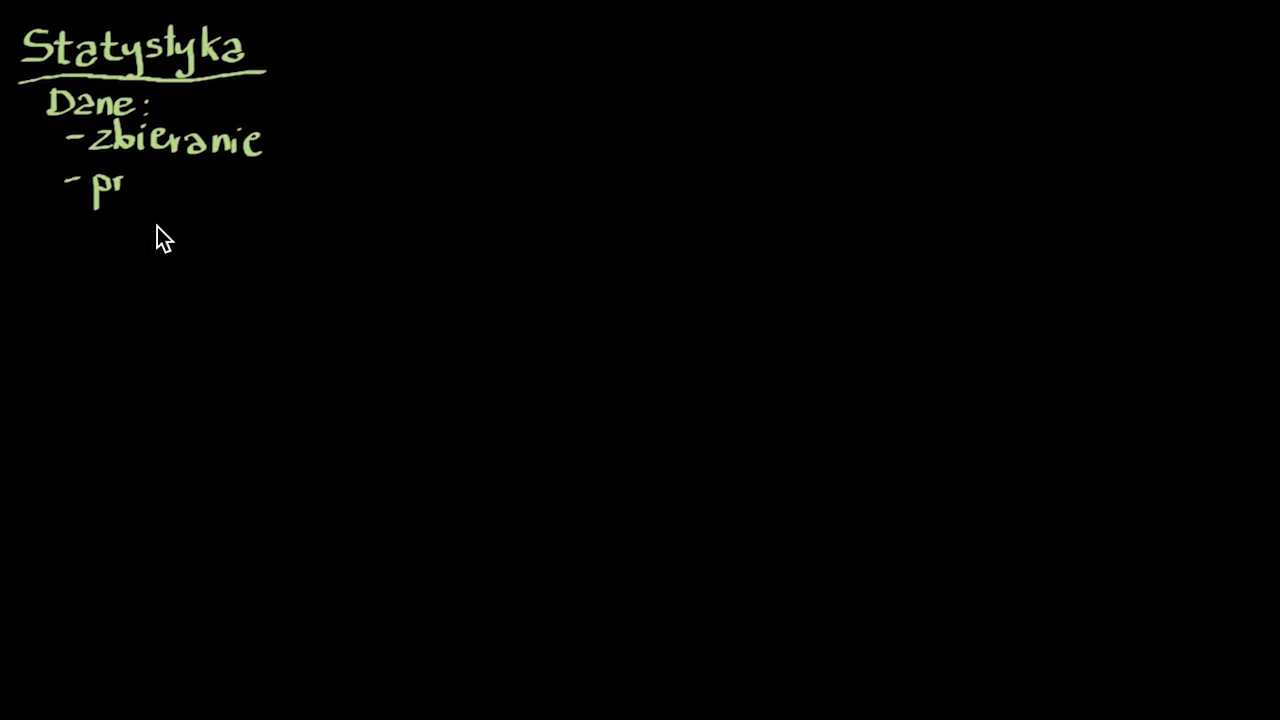 Statystyka
Dane:
- zbieranie
- pr